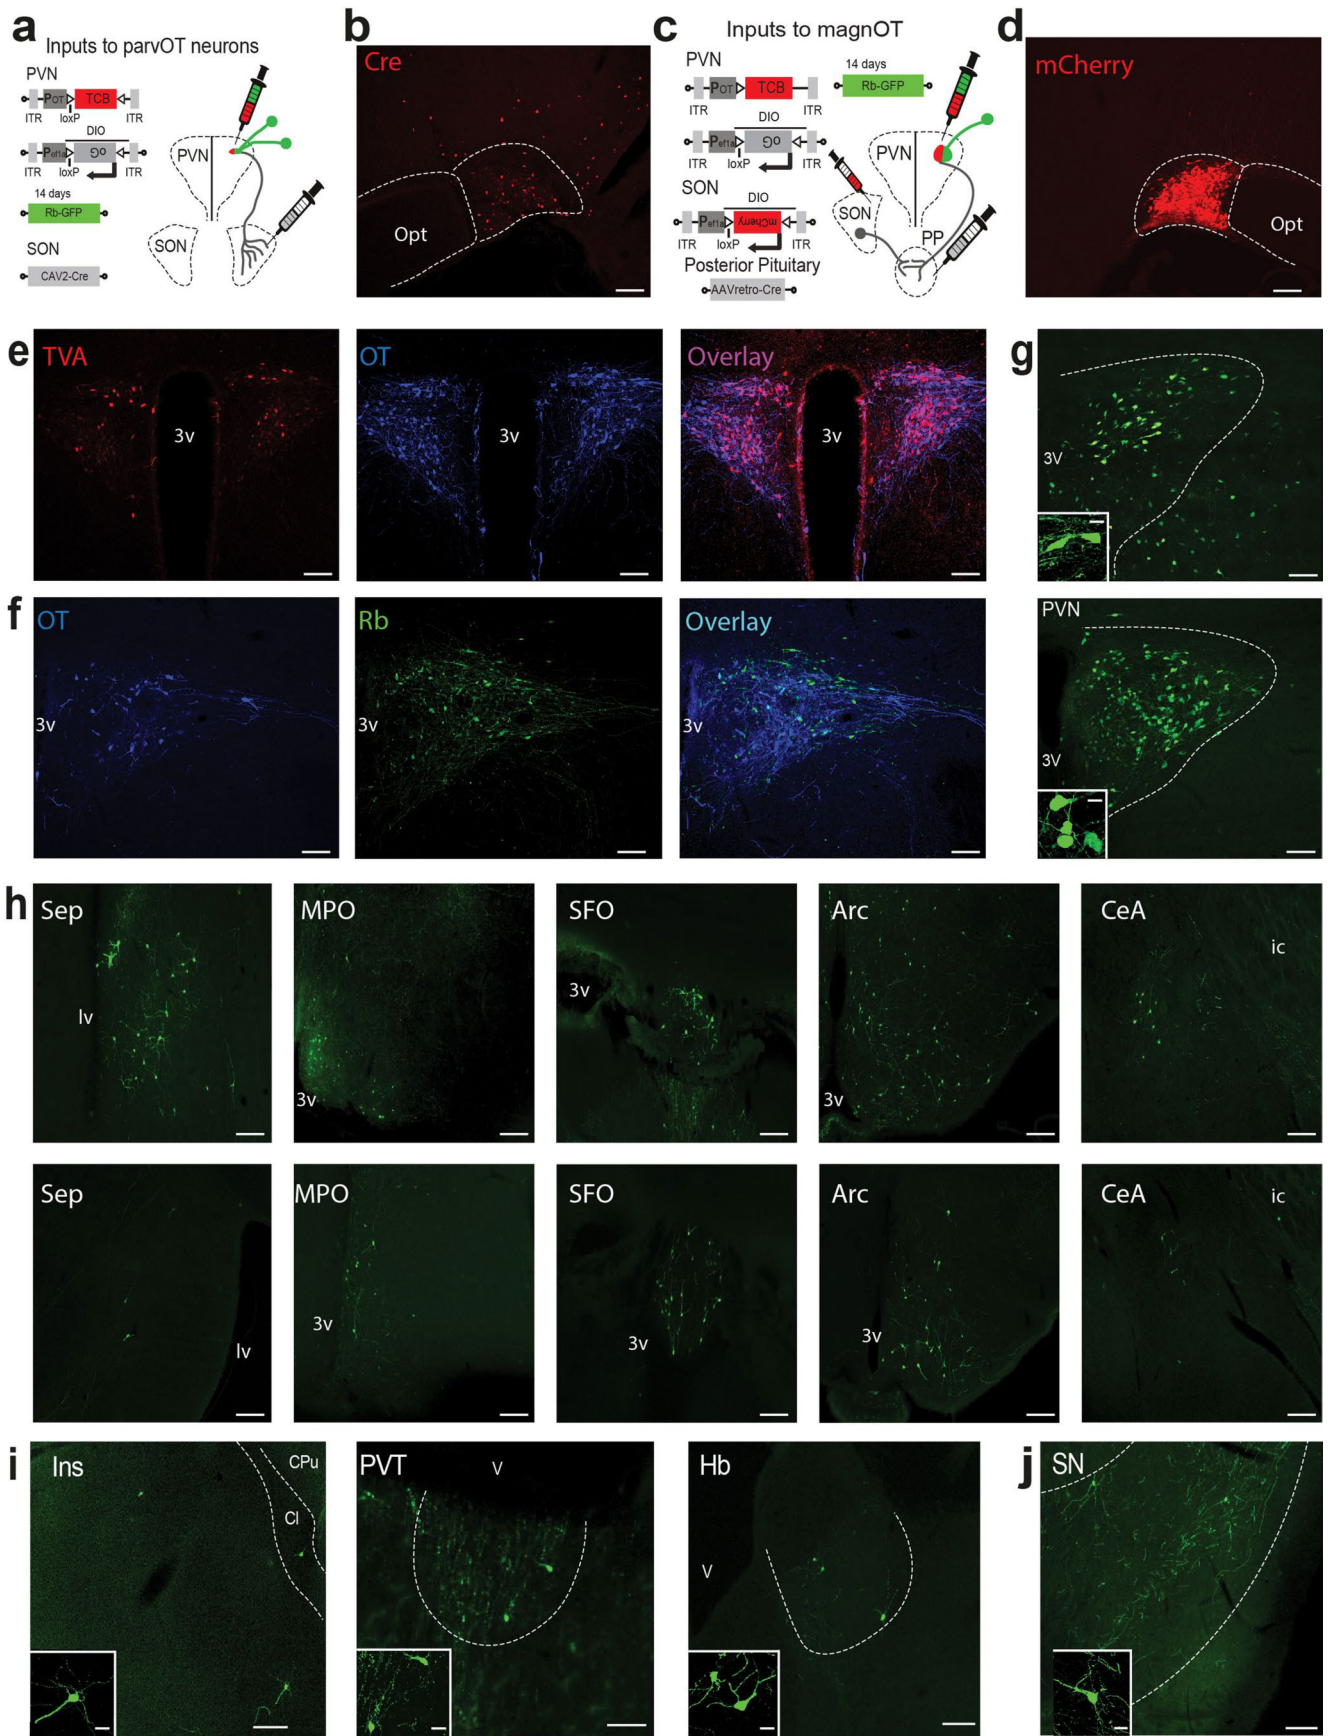 a
Inputs to parvOT neurons
PVN
POT
TCB
ITR
loxP
ITR
DIO
Pef1a
oG
ITR
loxP
ITR
14 days
Rb-GFP
SON
CAV2-Cre
PVN
SON
b
Cre
Opt
c
Inputs to magnOT
PVN
POT
TCB
ITR
ITR
14 days
Rb-GFP
DIO
Pef1a
oG
ITR
loxP
ITR
SON
DIO
Pef1a
mCherry
ITR
loxP
ITR
Posterior Pituitary
AAVretro-Cre
PVN
SON
PP
d
mCherry
Opt
e
TVA
3v
OT
3v
Overlay
3v
f
OT
3v
Rb
3v
Overlay
3v
g
3V
PVN
3V
h
Sep
lv
MPO
3v
SFO
3v
Arc
3v
CeA
ic
Sep
lv
MPO
3v
SFO
3v
Arc
3v
CeA
ic
i
Ins
CPu
Cl
PVT
V
Hb
V
j
SN